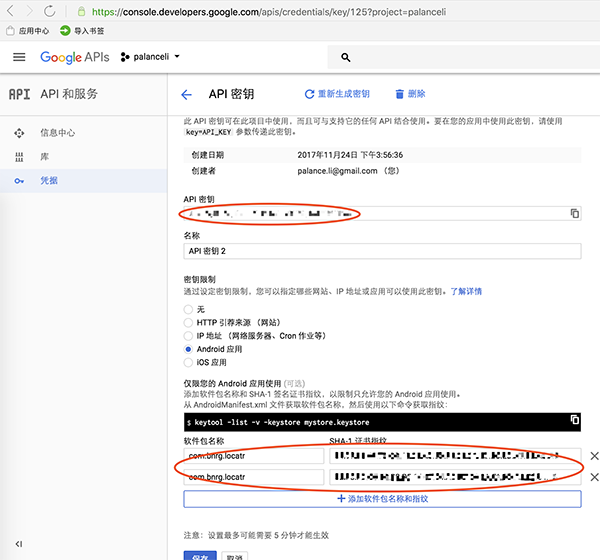 https://console.developers.google.com/apis/credentials/key/125?project=palanceli
应用中心 导入书签
Google APIs palanceli
API API 和服务 API 密钥 重新生成密钥 删除
信息中心
库
凭据
此 API 密钥可在此项目中使用，而且可与支持它的任何 API 结合使用。要在您的应用中使用此密钥，请使用
key=API_KEY 参数传递此密钥。
创建日期 2017年11月24日 下午3:56:36
创建者 palance.li@gmail.com （您）
API 密钥
名称
API 密钥 2
密钥限制
通过设定密钥限制，您可以指定哪些网站、IP 地址或应用可以使用此密钥。了解详情
无
HTTP 引荐来源 （网站）
IP 地址 （网络服务器、Cron 作业等）
Android 应用
iOS 应用
仅限您的 Android 应用使用 (可选)
添加软件包名称和 SHA-1 签名证书指纹，以限制只允许您的 Android 应用使用。
从 AndroidManifest.xml 文件获取软件包名称，然后使用以下命令获取指纹：
$ keytool -list -v -keystore mystore.keystore
软件包名称 SHA-1 证书指纹
com.bnrg.locatr
com.bnrg.locatr
添加软件包名称和指纹
注意：设置最多可能需要 5 分钟才能生效
保存 取消